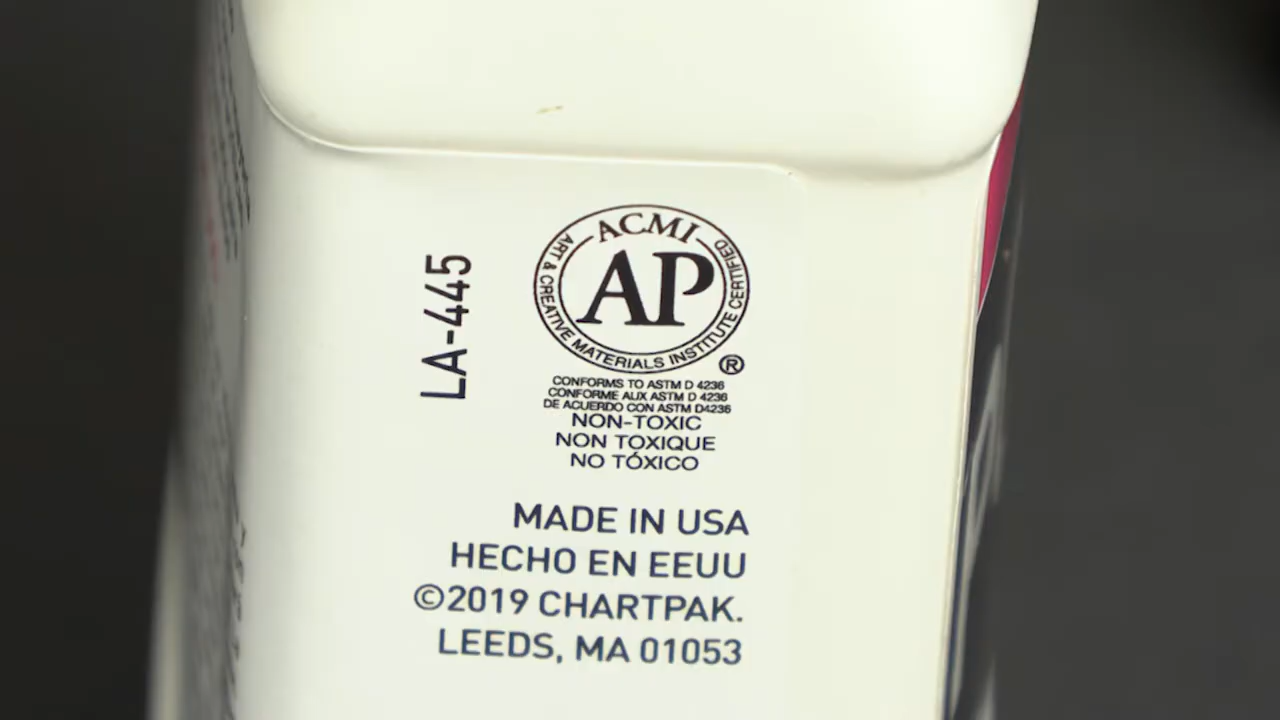 LA-445
ACMI
ART & CREATIVE MATERIALS INSTITUTE CERTIFIED
AP
®
CONFORMS TO ASTM D 4236
CONFORME AUX ASTM D 4236
DE ACUERDO CON ASTM D4236
NON-TOXIC
NON TOXIQUE
NO TÓXICO
MADE IN USA
HECHO EN EEUU
©2019 CHARTPAK.
LEEDS, MA 01053